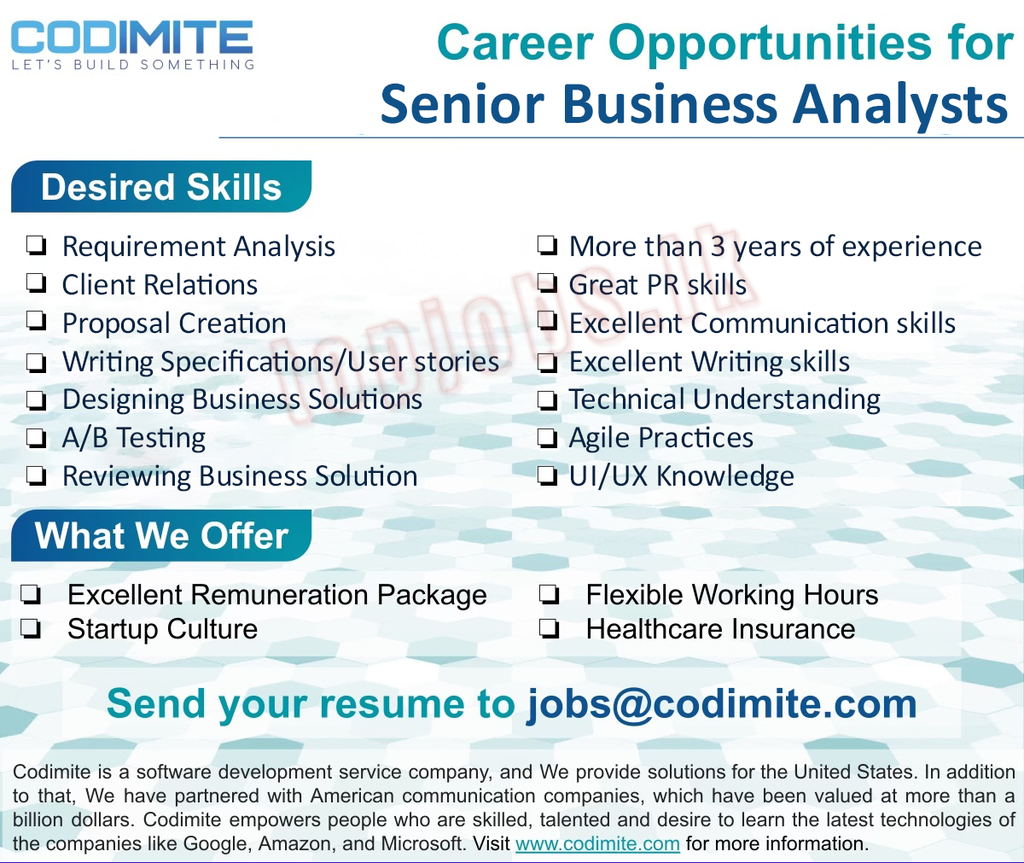 CODIMITE
LET'S BUILD SOMETHING
Career Opportunities for
Senior Business Analysts
Desired Skills
❏ Requirement Analysis
❏ Client Relations
❏ Proposal Creation
❏ Writing Specifications/User stories
❏ Designing Business Solutions
❏ A/B Testing
❏ Reviewing Business Solution
❏ More than 3 years of experience
❏ Great PR skills
❏ Excellent Communication skills
❏ Excellent Writing skills
❏ Technical Understanding
❏ Agile Practices
❏ UI/UX Knowledge
topjobs.lk
What We Offer
❏ Excellent Remuneration Package
❏ Startup Culture
❏ Flexible Working Hours
❏ Healthcare Insurance
Send your resume to jobs@codimite.com
Codimite is a software development service company, and We provide solutions for the United States. In addition
to that, We have partnered with American communication companies, which have been valued at more than a
billion dollars. Codimite empowers people who are skilled, talented and desire to learn the latest technologies of
the companies like Google, Amazon, and Microsoft. Visit www.codimite.com for more information.